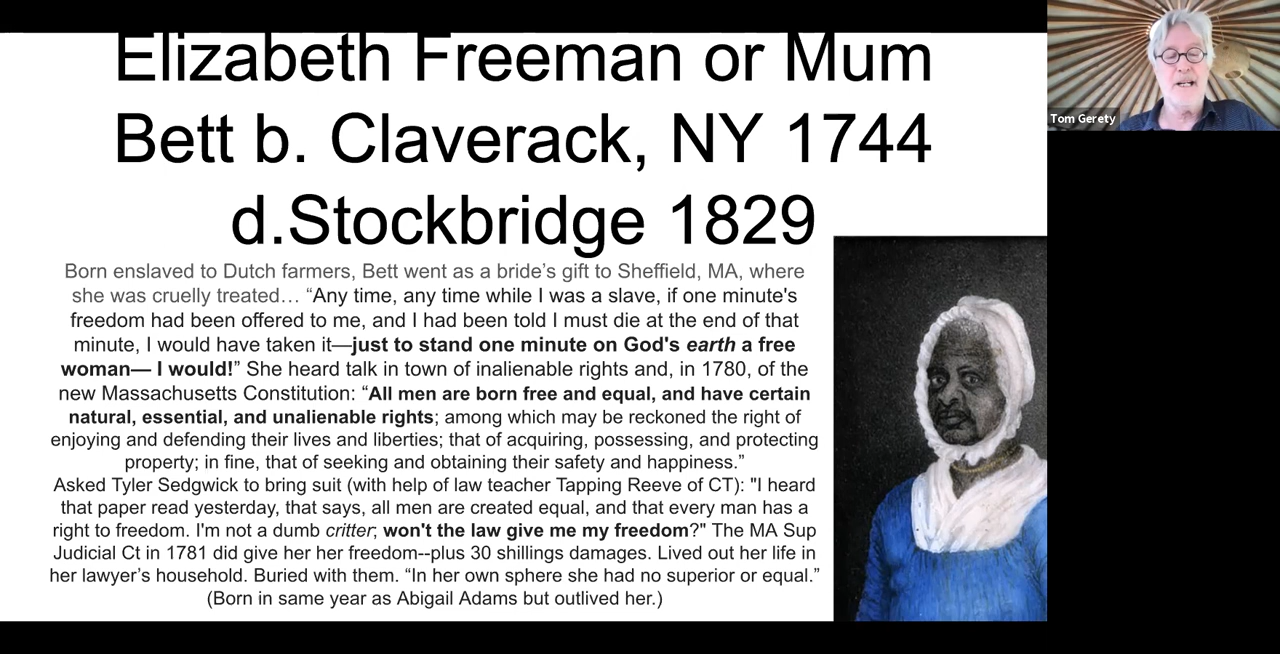 Elizabeth Freeman or Mum
Bett b. Claverack, NY 1744
d.Stockbridge 1829
Born enslaved to Dutch farmers, Bett went as a bride’s gift to Sheffield, MA, where
she was cruelly treated… “Any time, any time while I was a slave, if one minute's
freedom had been offered to me, and I had been told I must die at the end of that
minute, I would have taken it—just to stand one minute on God's earth a free
woman— I would!” She heard talk in town of inalienable rights and, in 1780, of the
new Massachusetts Constitution: “All men are born free and equal, and have certain
natural, essential, and unalienable rights; among which may be reckoned the right of
enjoying and defending their lives and liberties; that of acquiring, possessing, and protecting
property; in fine, that of seeking and obtaining their safety and happiness.”
Asked Tyler Sedgwick to bring suit (with help of law teacher Tapping Reeve of CT): "I heard
that paper read yesterday, that says, all men are created equal, and that every man has a
right to freedom. I'm not a dumb critter; won't the law give me my freedom?" The MA Sup
Judicial Ct in 1781 did give her her freedom--plus 30 shillings damages. Lived out her life in
her lawyer’s household. Buried with them. “In her own sphere she had no superior or equal.”
(Born in same year as Abigail Adams but outlived her.)
Tom Gerety